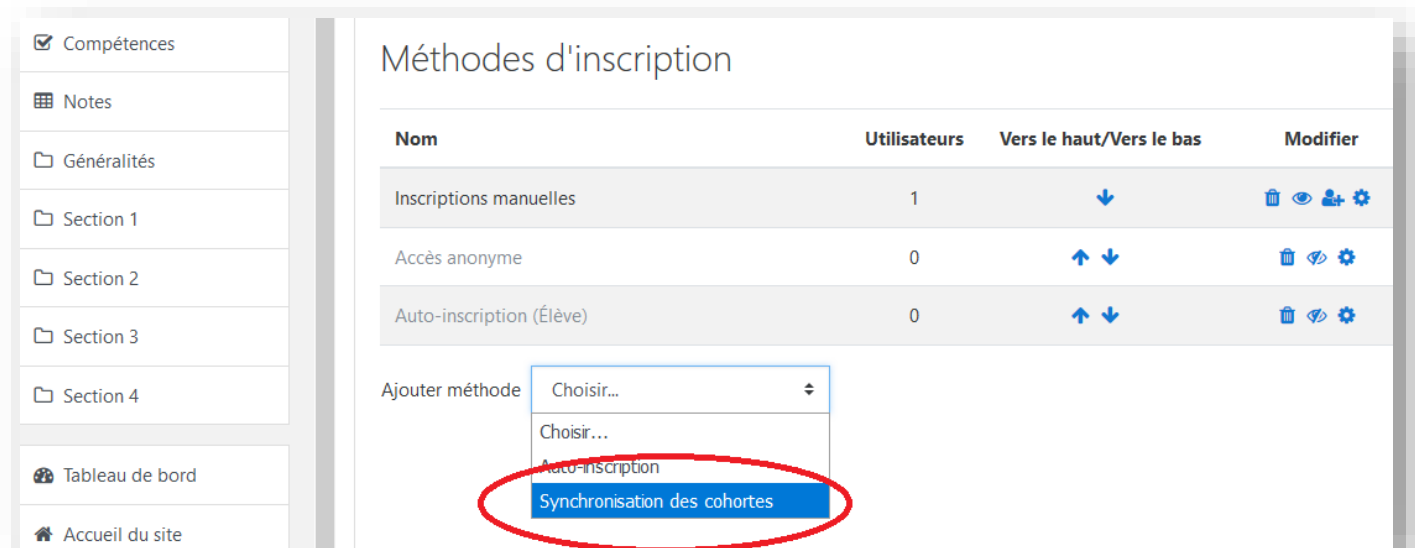 Compétences
Notes
Généralités
Section 1
Section 2
Section 3
Section 4
Tableau de bord
Accueil du site
Méthodes d'inscription
Nom Utilisateurs Vers le haut/Vers le bas Modifier
Inscriptions manuelles 1
Accès anonyme 0
Auto-inscription (Élève) 0
Ajouter méthode Choisir...
Choisir...
Auto-inscription
Synchronisation des cohortes